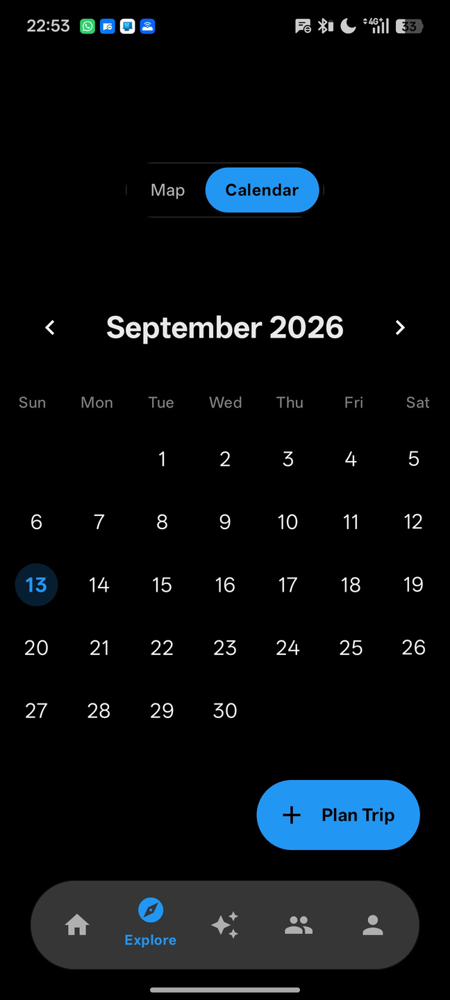 22:53 4G+ 33
Map Calendar
September 2026
Sun Mon Tue Wed Thu Fri Sat
1 2 3 4 5
6 7 8 9 10 11 12
13 14 15 16 17 18 19
20 21 22 23 24 25 26
27 28 29 30
Plan Trip
Explore